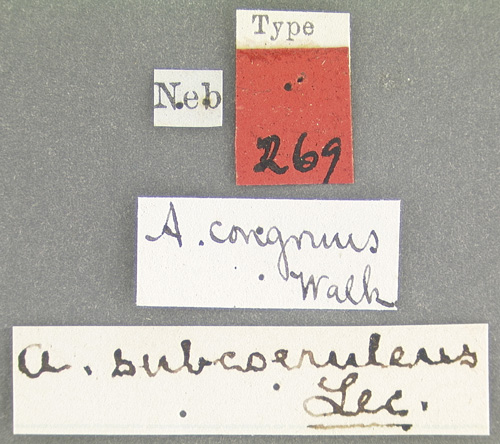 Type
Neb
269
A. congruus
Walk
A. subcoeruleus
Lec.